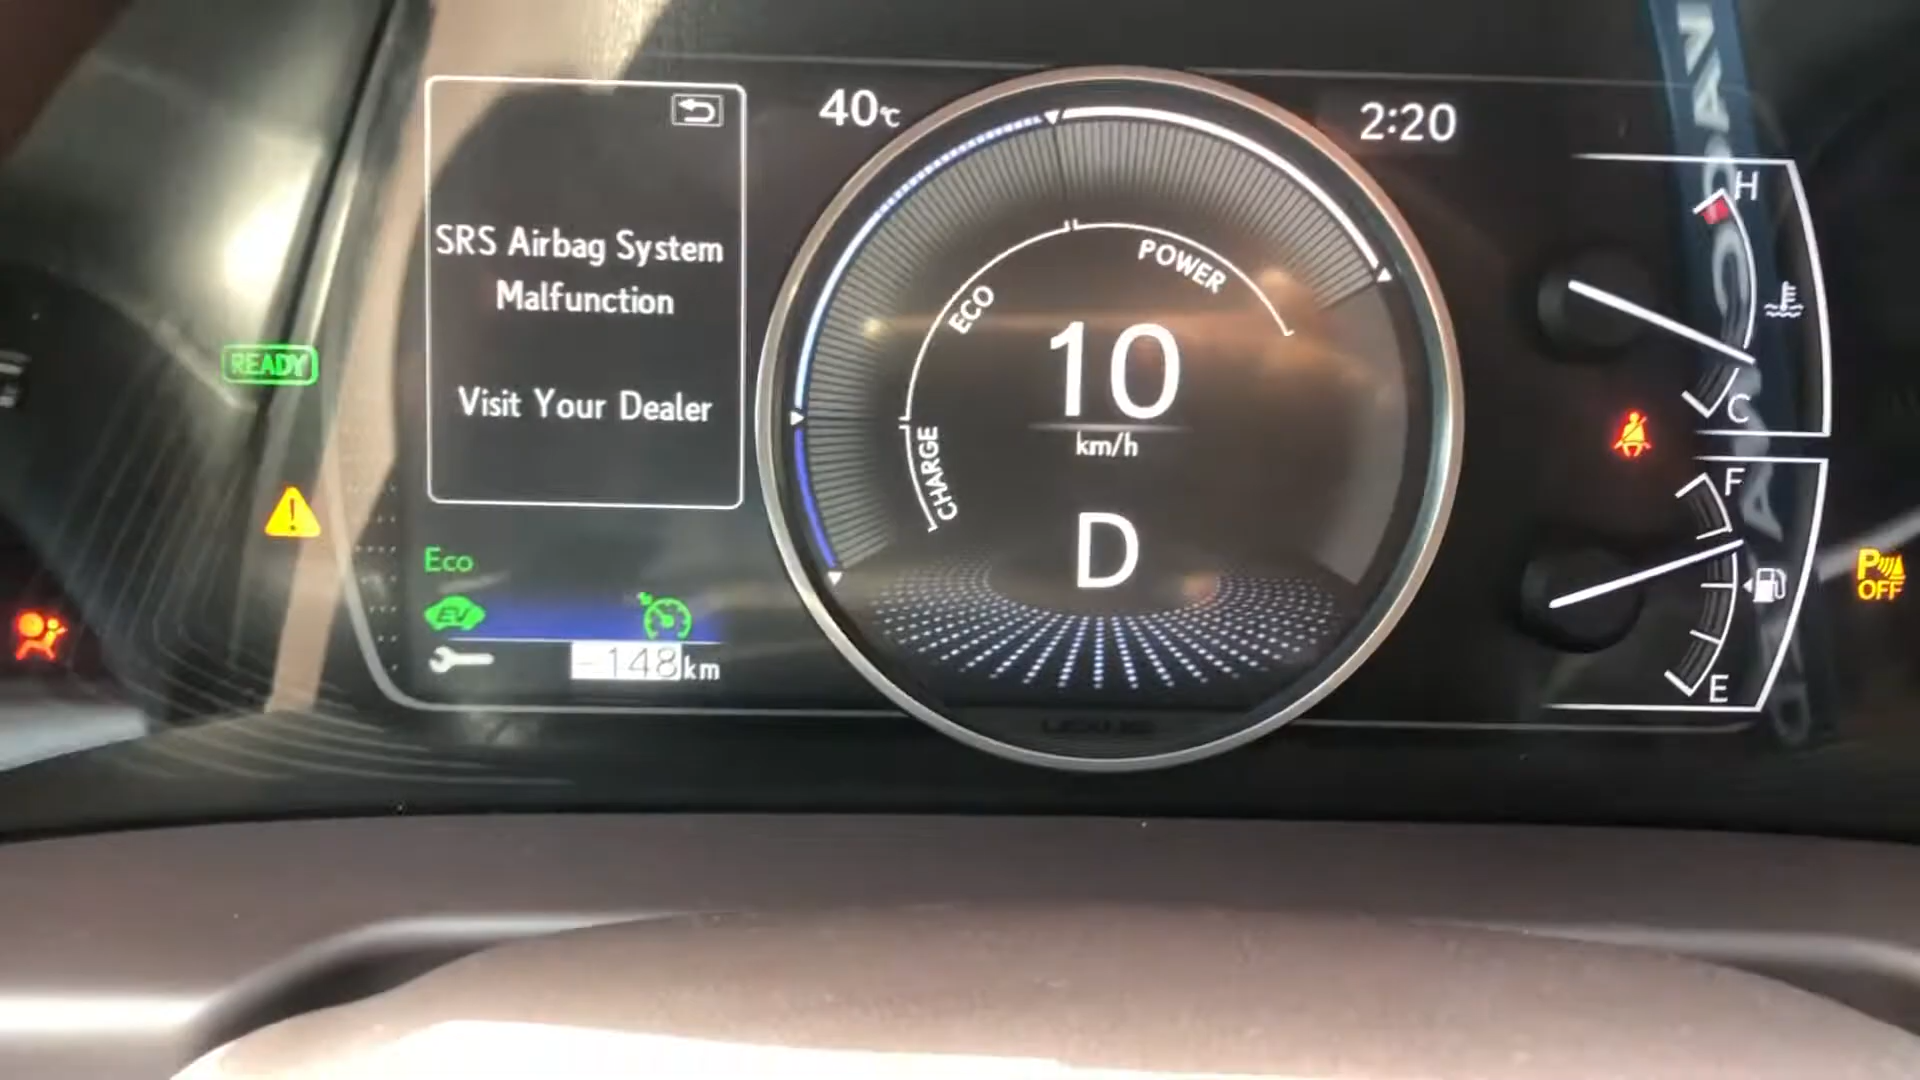 40°C
2:20
SRS Airbag System
Malfunction
Visit Your Dealer
READY
POWER
ECO
CHARGE
10
km/h
D
H
C
F
E
Eco
EV
-148km
P
OFF
LEXUS